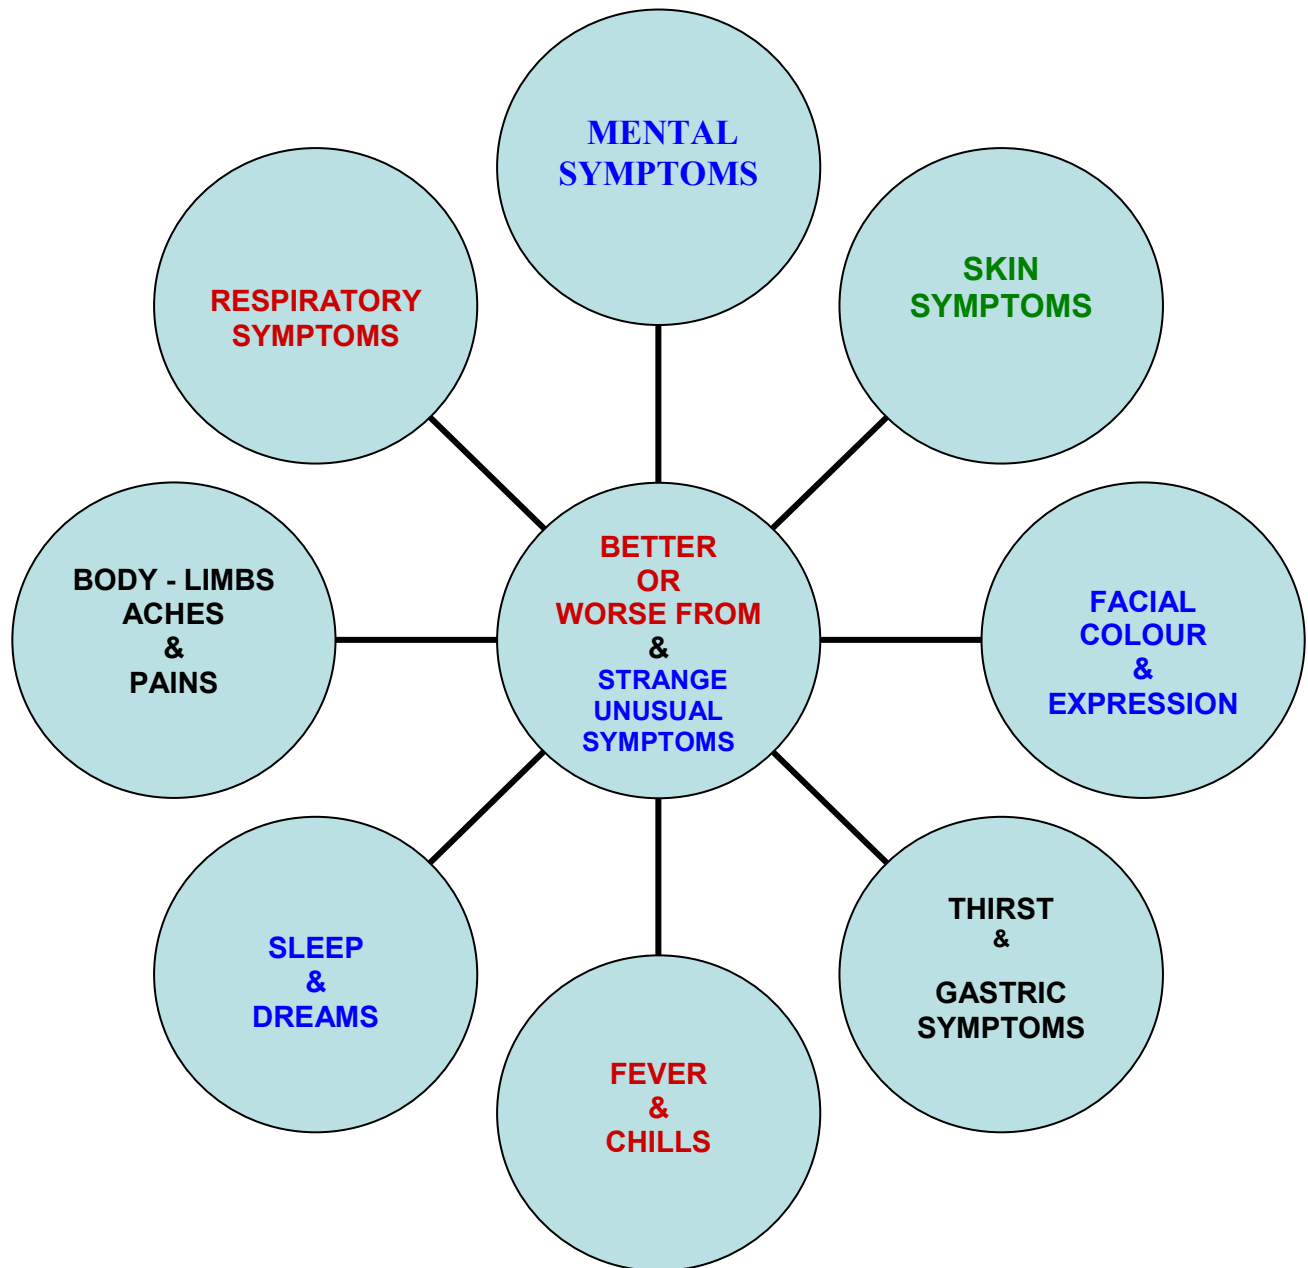 MENTAL
SYMPTOMS
SKIN
SYMPTOMS
RESPIRATORY
SYMPTOMS
BETTER
OR
WORSE FROM
&
STRANGE
UNUSUAL
SYMPTOMS
BODY - LIMBS
ACHES
&
PAINS
FACIAL
COLOUR
&
EXPRESSION
THIRST
&
GASTRIC
SYMPTOMS
SLEEP
&
DREAMS
FEVER
&
CHILLS